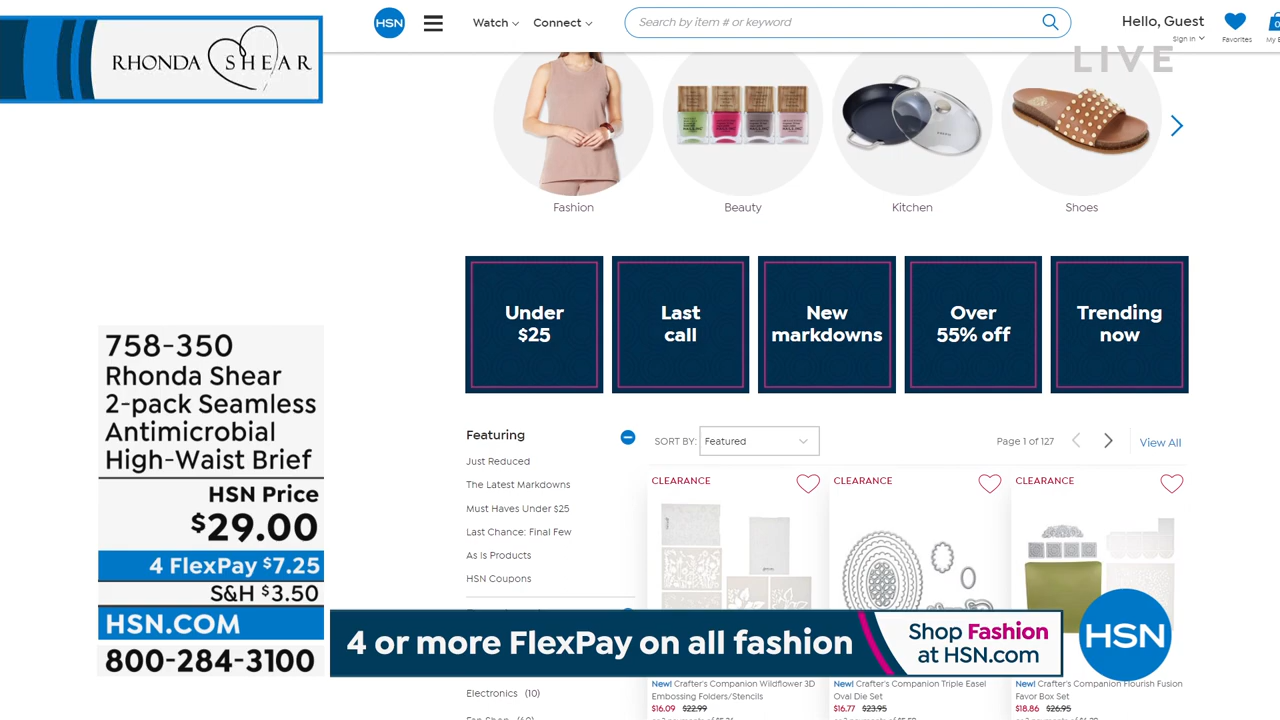 RHONDA SHEAR
HSN
Watch
Connect
Search by item # or keyword
Hello, Guest
Sign In
Favorites
0
LIVE
Fashion
Beauty
Kitchen
Shoes
Under
$25
Last
call
New
markdowns
Over
55% off
Trending
now
758-350
Rhonda Shear
2-pack Seamless
Antimicrobial
High-Waist Brief
HSN Price
$29.00
4 FlexPay $7.25
S&H $3.50
HSN.COM
800-284-3100
Featuring
Just Reduced
The Latest Markdowns
Must Haves Under $25
Last Chance: Final Few
As Is Products
HSN Coupons
SORT BY: Featured
Page 1 of 127
View All
CLEARANCE
CLEARANCE
CLEARANCE
4 or more FlexPay on all fashion
Shop Fashion
at HSN.com
HSN
Electronics (10)
New! Crafter's Companion Wildflower 3D
Embossing Folders/Stencils
$16.09 $22.99
New! Crafter's Companion Triple Easel
Oval Die Set
$16.77 $23.95
New! Crafter's Companion Flourish Fusion
Favor Box Set
$18.86 $26.95